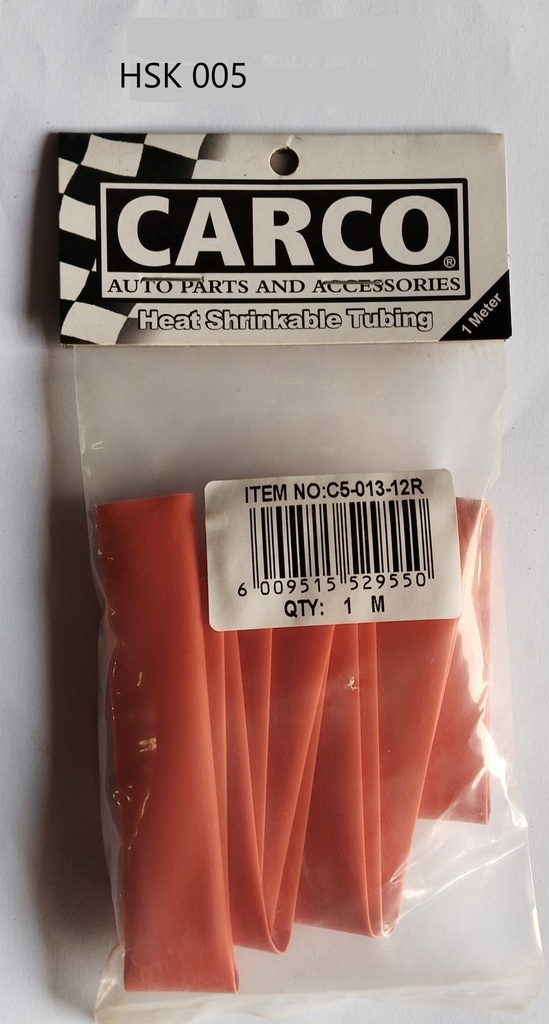 HSK 005
CARCO®
AUTO PARTS AND ACCESSORIES
Heat Shrinkable Tubing
1 Meter
ITEM NO:C5-013-12R
6 009515 529550
QTY: 1 M